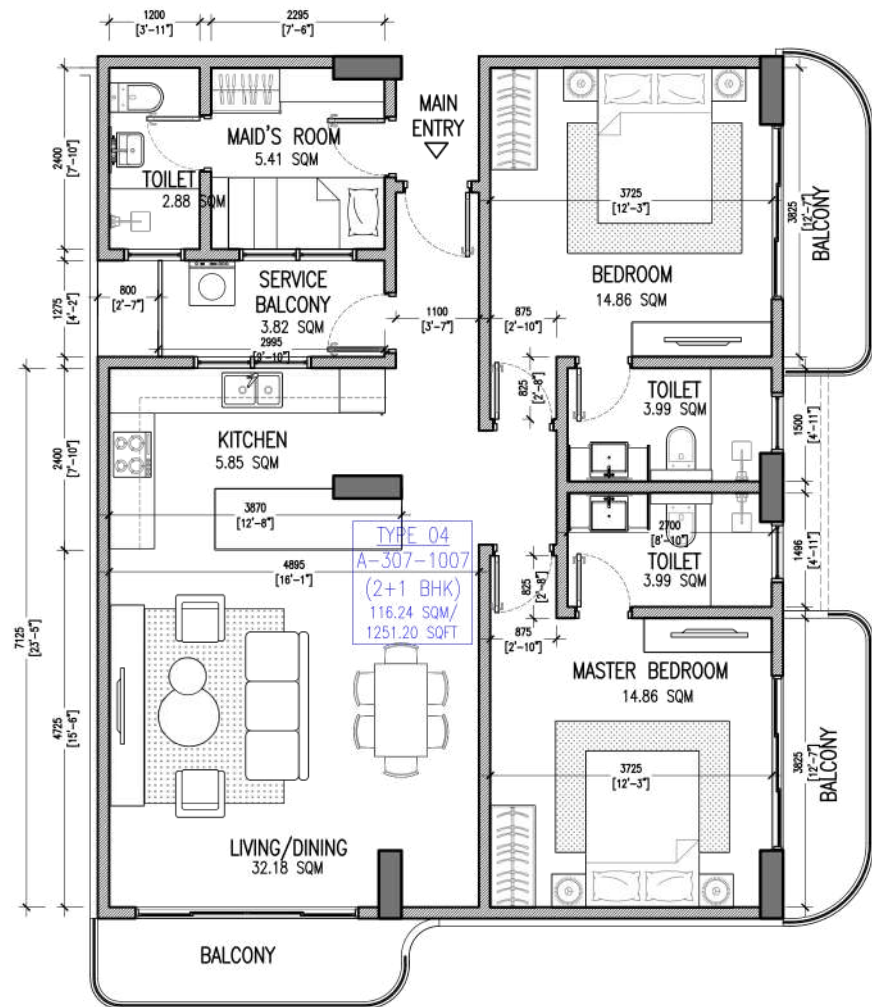 1200
[3'-11"]
2295
[7'-6"]
MAIN
ENTRY
MAID'S ROOM
5.41 SQM
TOILET
2.88 SQM
2400
[7'-10"]
3725
[12'-3"]
3825
[12'-7"]
BALCONY
BEDROOM
14.86 SQM
SERVICE
BALCONY
3.82 SQM
1275
[4'-2"]
800
[2'-7"]
2995
[9'-10"]
1100
[3'-7"]
875
[2'-10"]
825
[2'-8"]
TOILET
3.99 SQM
1500
[4'-11"]
KITCHEN
5.85 SQM
2400
[7'-10"]
3870
[12'-8"]
TYPE 04
A-307-1007
(2+1 BHK)
116.24 SQM/
1251.20 SQFT
4895
[16'-1"]
2700
[8'-10"]
TOILET
3.99 SQM
1496
[4'-11"]
825
[2'-8"]
875
[2'-10"]
7125
[23'-5"]
4725
[15'-6"]
MASTER BEDROOM
14.86 SQM
3725
[12'-3"]
3825
[12'-7"]
BALCONY
LIVING/DINING
32.18 SQM
BALCONY